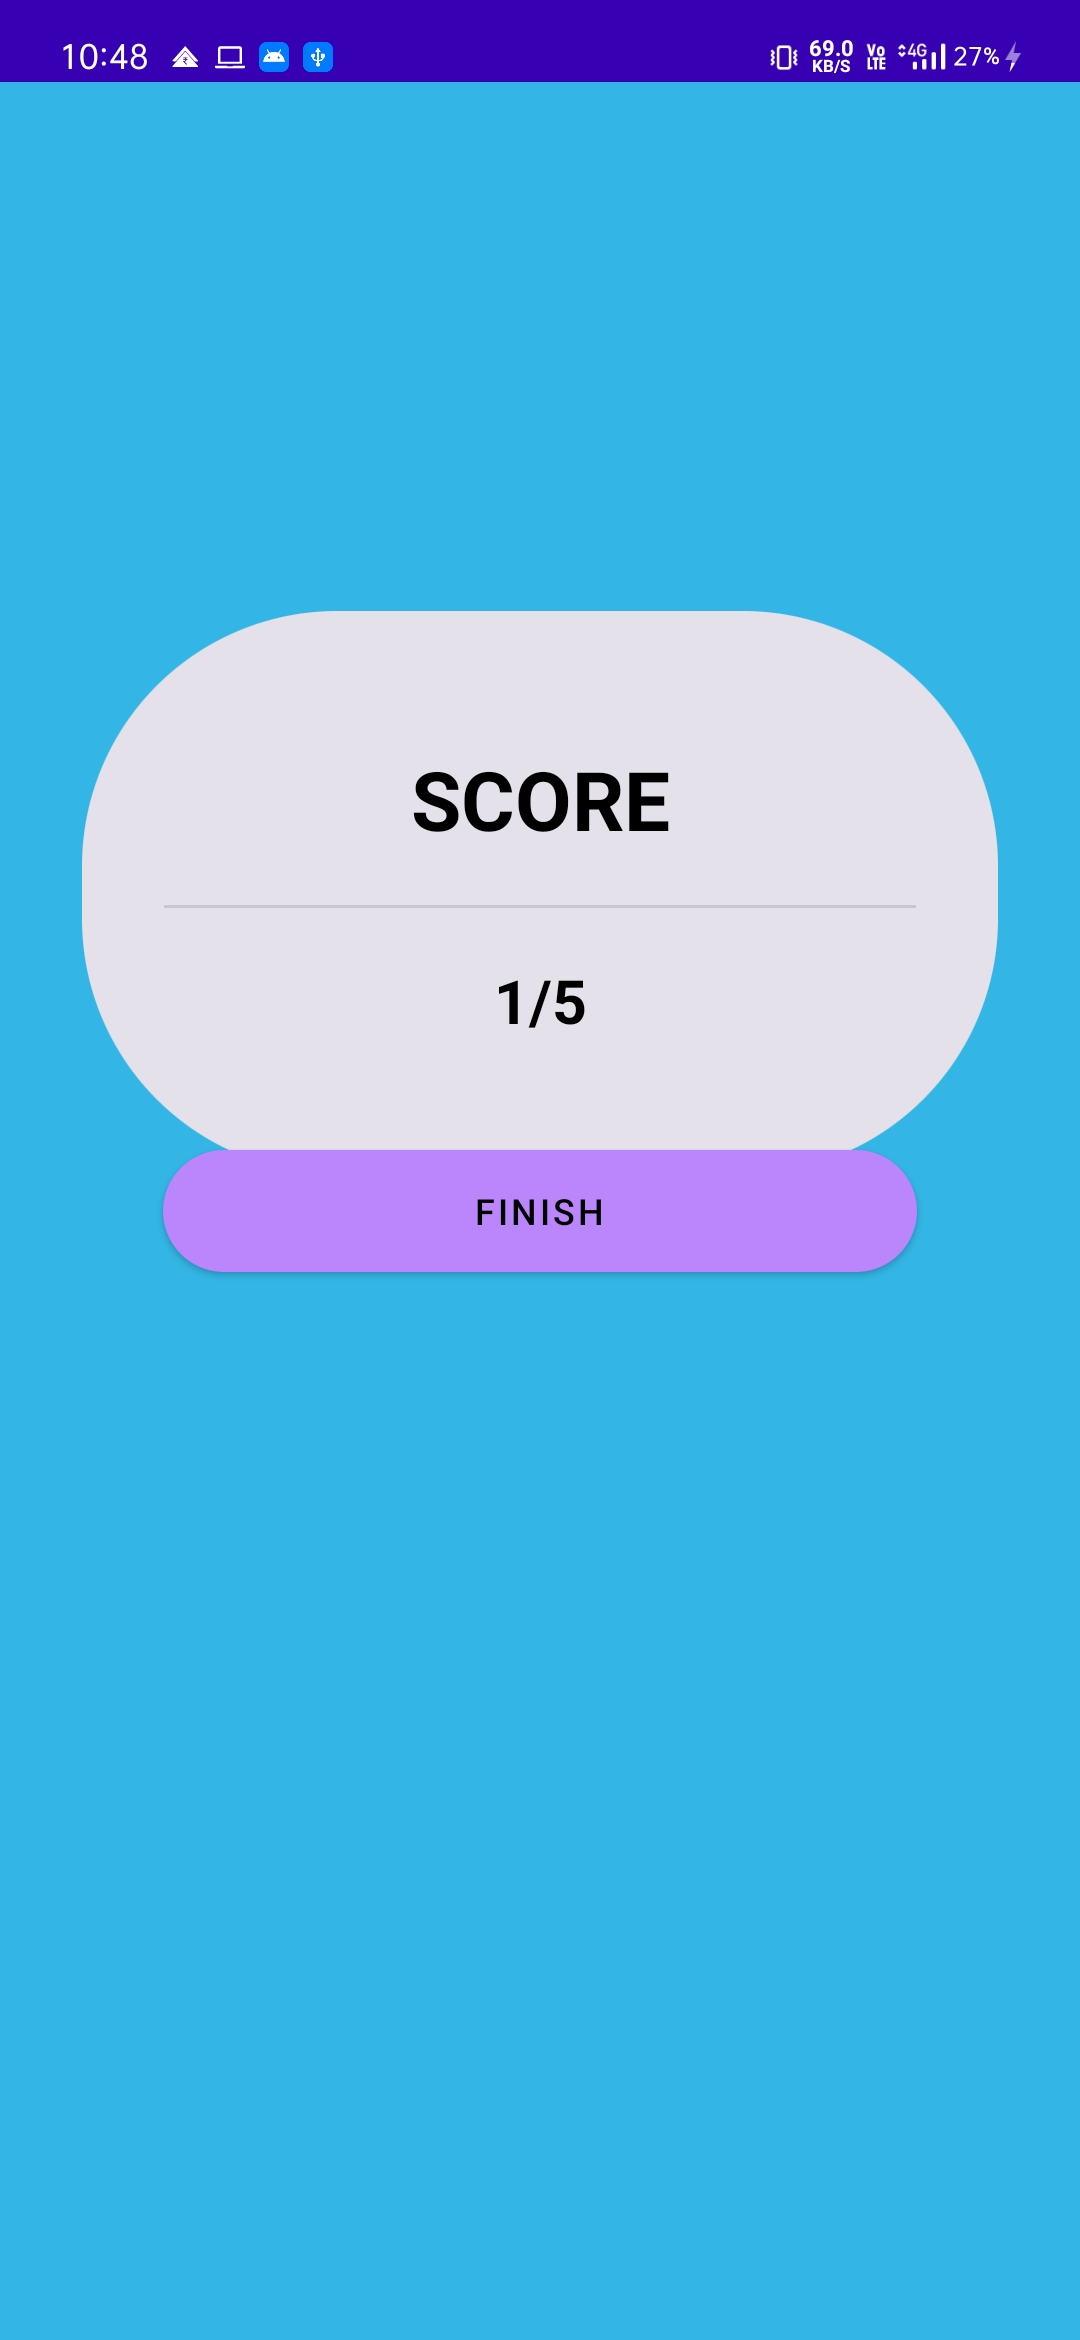 10:48 69.0 KB/S Vo LTE 4G 27%
SCORE
1/5
FINISH